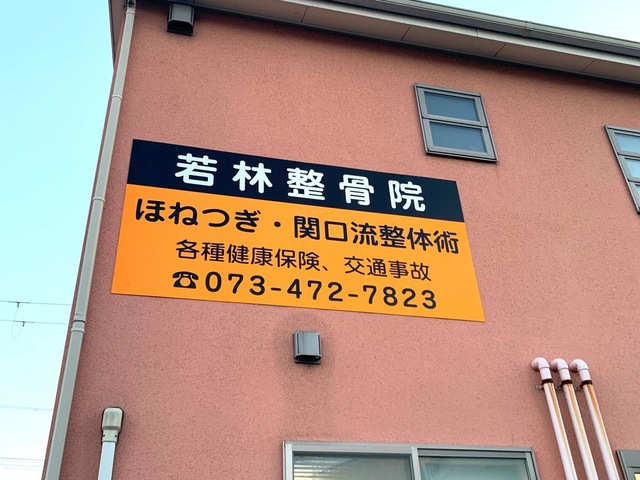 若林整骨院
ほねつぎ・関口流整体術
各種健康保険、交通事故
☎073-472-7823